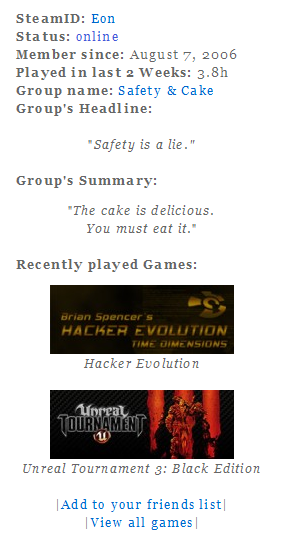 SteamID: Eon
Status: online
Member since: August 7, 2006
Played in last 2 Weeks: 3.8h
Group name: Safety & Cake
Group's Headline:
"Safety is a lie."
Group's Summary:
"The cake is delicious.
You must eat it."
Recently played Games:
Brian Spencer's
HACKER EVOLUTION
TIME DIMENSIONS
Hacker Evolution
Unreal
TOURNAMENT
III
Unreal Tournament 3: Black Edition
|Add to your friends list|
|View all games|